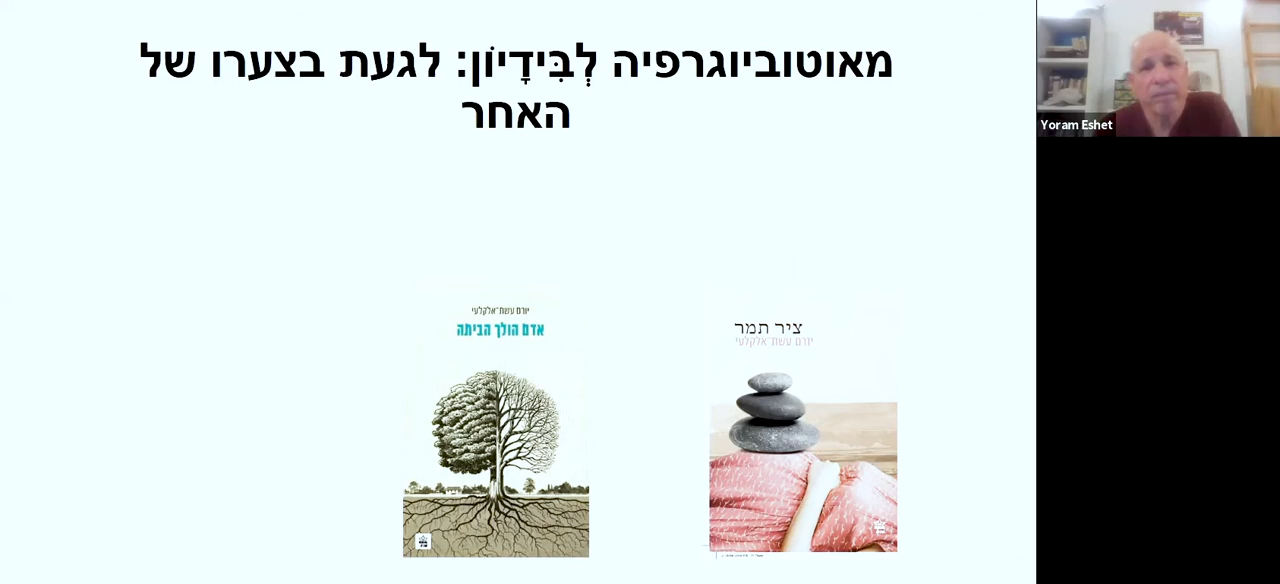 מאוטוביוגרפיה לְבִּידָיוֹן: לגעת בצערו של
האחר
Yoram Eshet
יורם עשת־אלקלעי
אדם הולך הביתה
ציר תמר
יורם עשת־אלקלעי